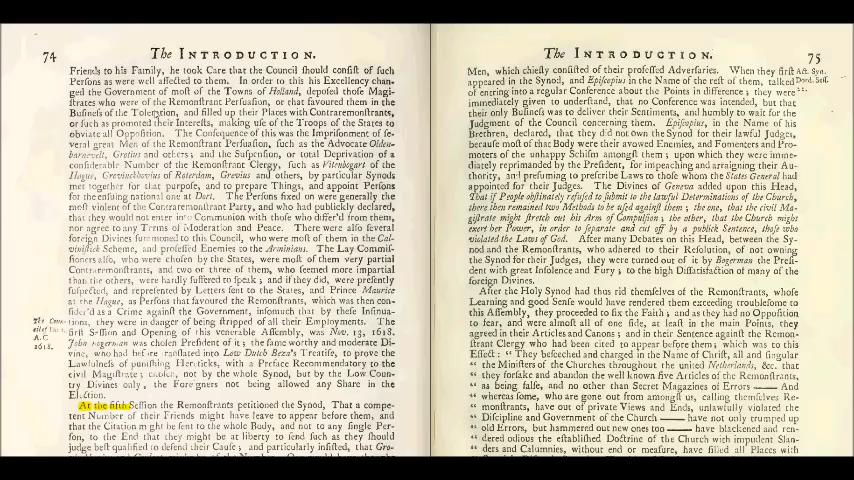 74
The INTRODUCTION.
Friends to his Family, he took Care that the Council ſhould conſiſt of ſuch
Perſons as were well affected to them. In order to this his Excellency chan-
ged the Government of moſt of the Towns of Holland, depoſed thoſe Magi-
ſtrates who were of the Remonſtrant Perſuaſion, or that favoured them in the
Buſineſs of the Toleration, and filled up their Places with Contraremonſtrants,
or ſuch as promoted their Intereſts, making uſe of the Troops of the States to
obviate all Oppoſition. The Conſequence of this was the Impriſonment of ſe-
veral great Men of the Remonſtrant Perſuaſion, ſuch as the Advocate Olden-
barnevelt, Grotius and others; and the Suſpenſion, or total Deprivation of a
conſiderable Number of the Remonſtrant Clergy, ſuch as Vitenbogart of the
Hague, Grevinchovius of Roterdam, Grevius and others, by particular Synods
met together for that purpoſe, and to prepare Things, and appoint Perſons
for the enſuing national one at Dort. The Perſons fixed on were generally the
moſt violent of the Contraremonſtrant Party, and who had publickly declared,
that they would not enter into Communion with thoſe who differ'd from them,
nor agree to any Terms of Moderation and Peace. There were alſo ſeveral
foreign Divines ſummoned to this Council, who were moſt of them in the Cal-
viniſtick Scheme, and profeſſed Enemies to the Arminians. The Lay Commiſ-
ſioners alſo, who were choſen by the States, were moſt of them very partial
Contraremonſtrants, and two or three of them, who ſeemed more impartial
than the others, were hardly ſuffered to ſpeak; and if they did, were preſently
ſuſpected, and repreſented by Letters ſent to the States, and Prince Maurice
at the Hague, as Perſons that favoured the Remonſtrants, which was then con-
ſider'd as a Crime againſt the Government, inſomuch that by theſe Inſinua-
tions, they were in danger of being ſtripped of all their Employments. The
firſt Seſſion and Opening of this venerable Aſſembly, was Nov. 13, 1618.
A.C.
1618.
John Bogerman was choſen Preſident of it; the ſame worthy and moderate Di-
vine, who had before tranſlated into Low Dutch Beza's Treatiſe, to prove the
Lawfulneſs of puniſhing Hereticks, with a Preface Recommendatory to the
civil Magiſtrate; choſen, not by the whole Synod, but by the Low Coun-
try Divines only, the Foreigners not being allowed any Share in the
Election.
At the fifth Seſſion the Remonſtrants petitioned the Synod, That a compe-
tent Number of their Friends might have leave to appear before them, and
that the Citation might be ſent to the whole Body, and not to any ſingle Per-
ſon, to the End that they might be at liberty to ſend ſuch as they ſhould
judge beſt qualified to defend their Cauſe; and particularly inſiſted, that Gro-
The INTRODUCTION.
75
Men, which chiefly conſiſted of their profeſſed Adverſaries. When they firſt
Act. Syn.
Dord. Seſſ.
appeared in the Synod, and Epiſcopius in the Name of the reſt of them, talked
of entring into a regular Conference about the Points in difference; they were
immediately given to underſtand, that no Conference was intended, but that
their only Buſineſs was to deliver their Sentiments, and humbly to wait for the
Judgment of the Council concerning them. Epiſcopius, in the Name of his
Brethren, declared, that they did not own the Synod for their lawful Judges,
becauſe moſt of that Body were their avowed Enemies, and Fomenters and Pro-
moters of the unhappy Schiſm amongſt them; upon which they were imme-
diately reprimanded by the Preſident, for impeaching and arraigning their Au-
thority, and preſuming to preſcribe Laws to thoſe whom the States General had
appointed for their Judges. The Divines of Geneva added upon this Head,
That if People obſtinately refuſed to ſubmit to the lawful Determinations of the Church,
there then remained two Methods to be uſed againſt them; the one, that the civil Ma-
giſtrate might ſtretch out his Arm of Compulſion; the other, that the Church might
exert her Power, in order to ſeparate and cut off by a publick Sentence, thoſe who
violated the Laws of God. After many Debates on this Head, between the Sy-
nod and the Remonſtrants, who adhered to their Reſolution, of not owning
the Synod for their Judges, they were turned out of it by Bogerman the Preſi-
dent with great Inſolence and Fury; to the high Diſſatisfaction of many of the
foreign Divines.
After the Holy Synod had thus rid themſelves of the Remonſtrants, whoſe
Learning and good Senſe would have rendered them exceeding troubleſome to
this Aſſembly, they proceeded to fix the Faith; and as they had no Oppoſition
to fear, and were almoſt all of one ſide, at leaſt in the main Points, they
agreed in their Articles and Canons; and in their Sentence againſt the Remon-
ſtrant Clergy who had been cited to appear before them; which was to this
Effect: “ They beſeeched and charged in the Name of Chriſt, all and ſingular
“ the Miniſters of the Churches throughout the united Netherlands, &c. that
“ they forſake and abandon the well known five Articles of the Remonſtrants,
“ as being falſe, and no other than Secret Magazines of Errors —— And
“ whereas ſome, who are gone out from amongſt us, calling themſelves Re-
“ monſtrants, have out of private Views and Ends, unlawfully violated the
“ Diſcipline and Government of the Church —— have not only trumped up
“ old Errors, but hammered out new ones too —— have blackened and ren-
“ dered odious the eſtabliſhed Doctrine of the Church with impudent Slan-
“ ders and Calumnies, without end or meaſure, have filled all Places with